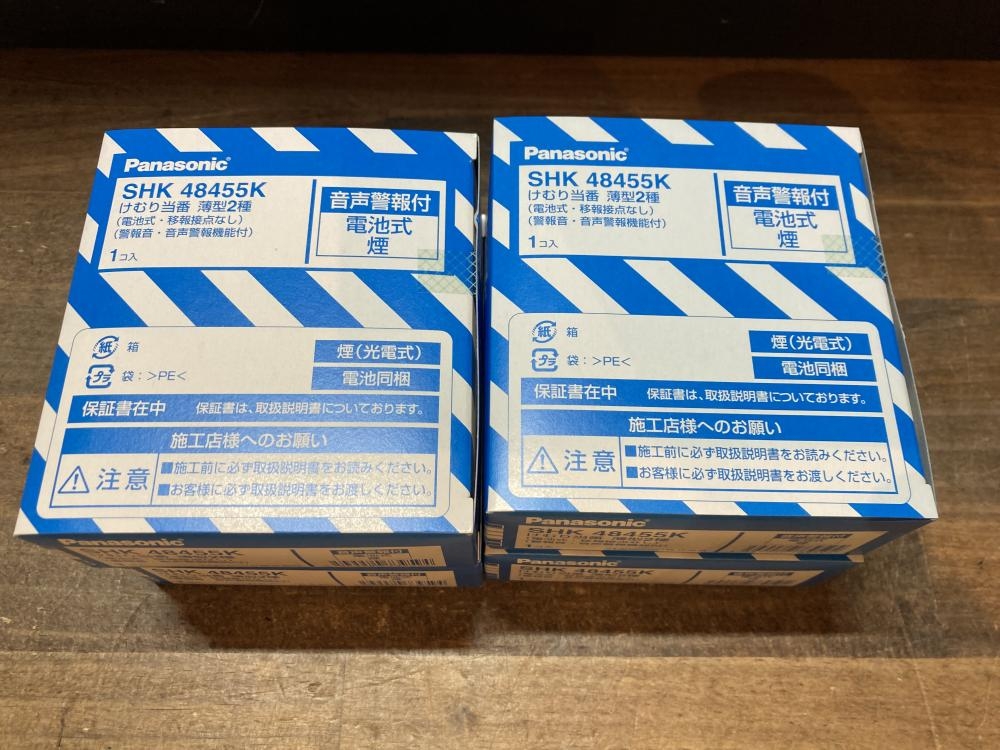 Panasonic
SHK 48455K
けむり当番 薄型2種
(電池式・移報接点なし)
(警報音・音声警報機能付)
1コ入
音声警報付
電池式
煙
紙 箱
プラ 袋：>PE<
煙(光電式)
電池同梱
保証書在中 保証書は、取扱説明書についております。
施工店様へのお願い
注意
■施工前に必ず取扱説明書をお読みください。
■お客様に必ず取扱説明書をお渡しください。
Panasonic
SHK 48455K
SHK 48455K
Panasonic
SHK 48455K
けむり当番 薄型2種
(電池式・移報接点なし)
(警報音・音声警報機能付)
1コ入
音声警報付
電池式
煙
紙 箱
プラ 袋：>PE<
煙(光電式)
電池同梱
保証書在中 保証書は、取扱説明書についております。
施工店様へのお願い
注意
■施工前に必ず取扱説明書をお読みください。
■お客様に必ず取扱説明書をお渡しください。
Panasonic
SHK 48455K
Panasonic
SHK 48455K